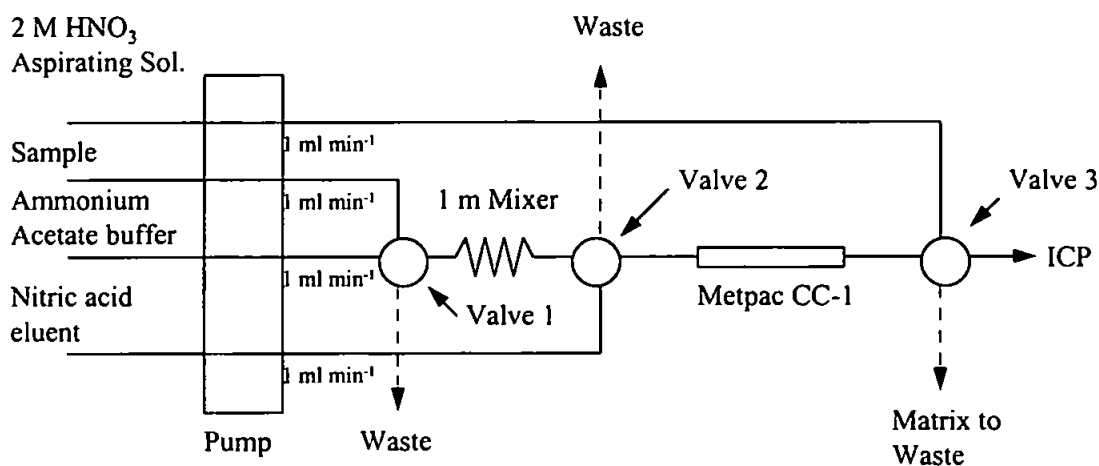 2 M HNO₃
Aspirating Sol.
Waste
1 ml min⁻¹
Sample
1 ml min⁻¹
Ammonium
Acetate buffer
1 m Mixer
Valve 2
Valve 3
1 ml min⁻¹
ICP
Nitric acid
eluent
Valve 1
Metpac CC-1
1 ml min⁻¹
Pump
Waste
Matrix to
Waste